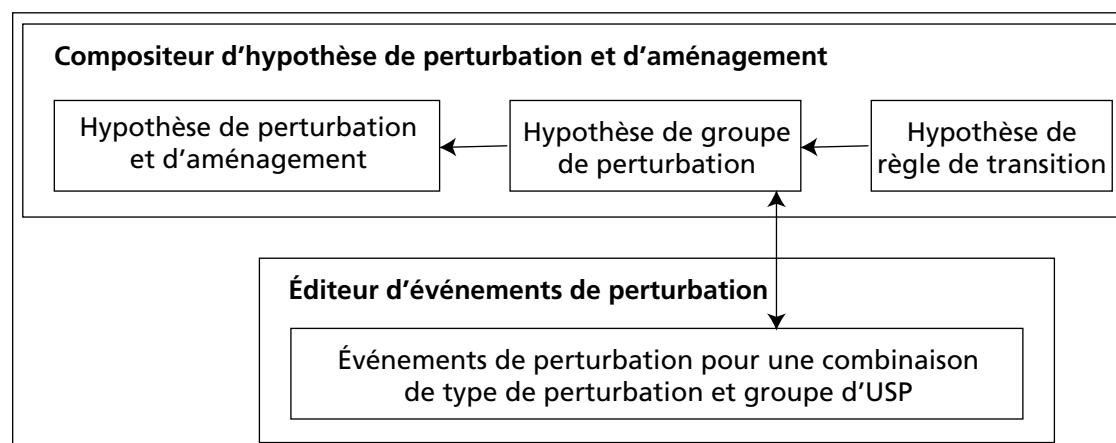 Compositeur d’hypothèse de perturbation et d’aménagement
Hypothèse de perturbation
et d’aménagement
Hypothèse de groupe
de perturbation
Hypothèse de
règle de transition
Éditeur d’événements de perturbation
Événements de perturbation pour une combinaison
de type de perturbation et groupe d’USP